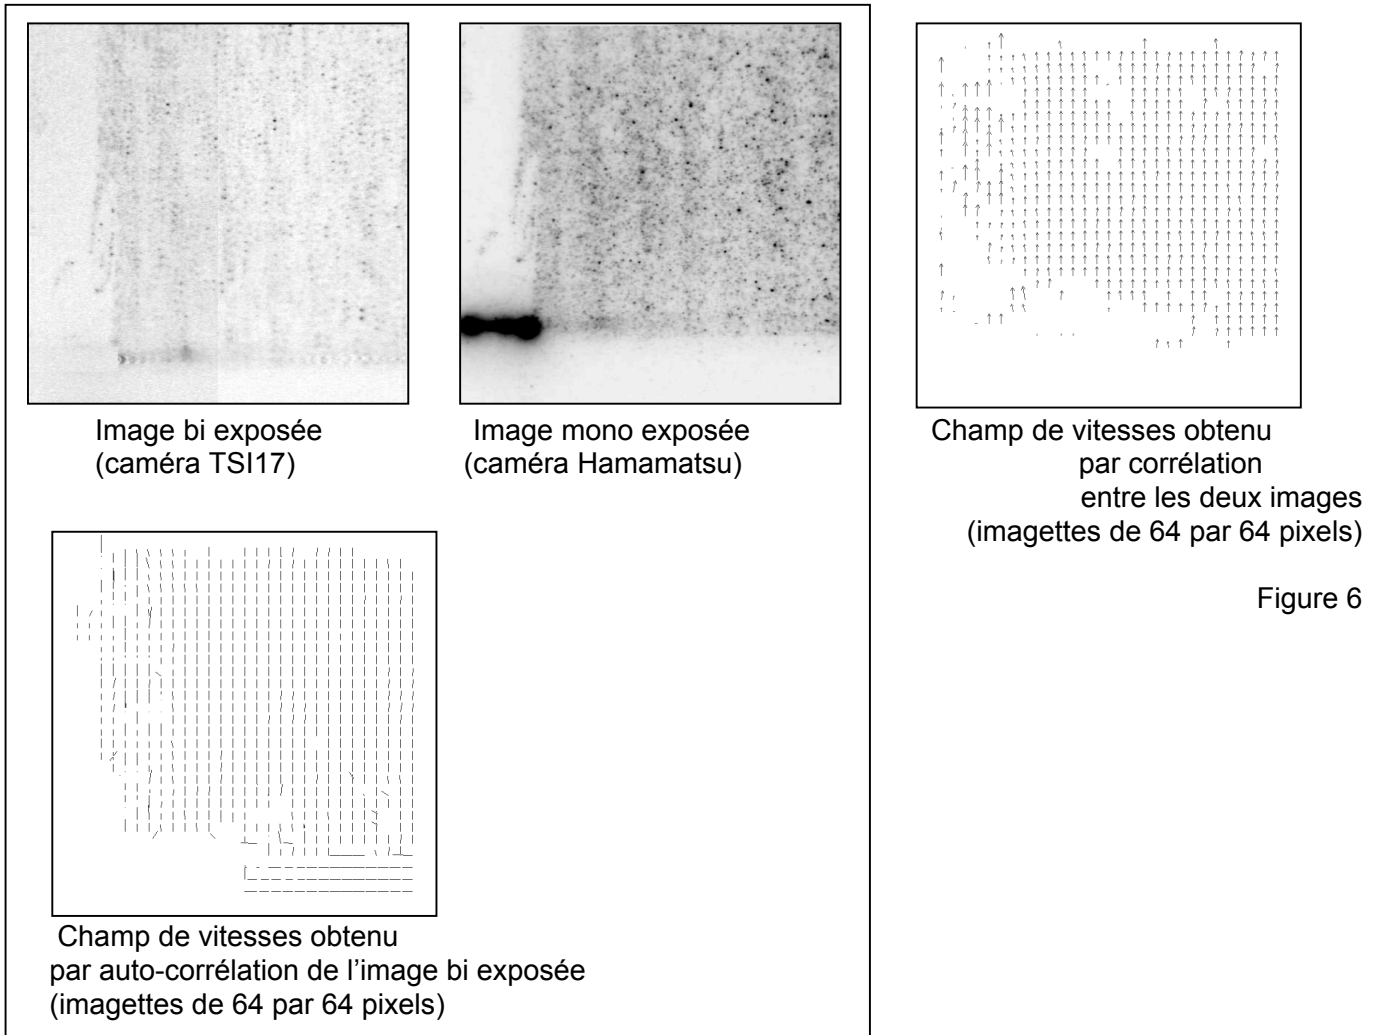 Image bi exposée
(caméra TSI17)
Image mono exposée
(caméra Hamamatsu)
Champ de vitesses obtenu
par corrélation
entre les deux images
(imagettes de 64 par 64 pixels)
Figure 6
Champ de vitesses obtenu
par auto-corrélation de l’image bi exposée
(imagettes de 64 par 64 pixels)